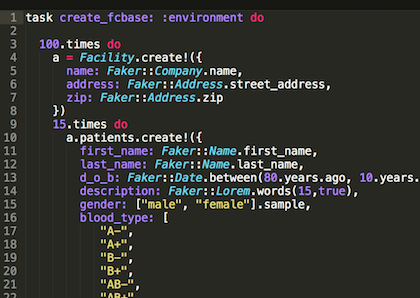 1 task create_fcbase: :environment do
2
3 100.times do
4 a = Facility.create!({
5 name: Faker::Company.name,
6 address: Faker::Address.street_address,
7 zip: Faker::Address.zip
8 })
9 15.times do
10 a.patients.create!({
11 first_name: Faker::Name.first_name,
12 last_name: Faker::Name.last_name,
13 d_o_b: Faker::Date.between(80.years.ago, 10.years.
14 description: Faker::Lorem.words(15,true),
15 gender: ["male", "female"].sample,
16 blood_type: [
17 "A-",
18 "A+",
19 "B-",
20 "B+",
21 "AB-",
22 "AB+",